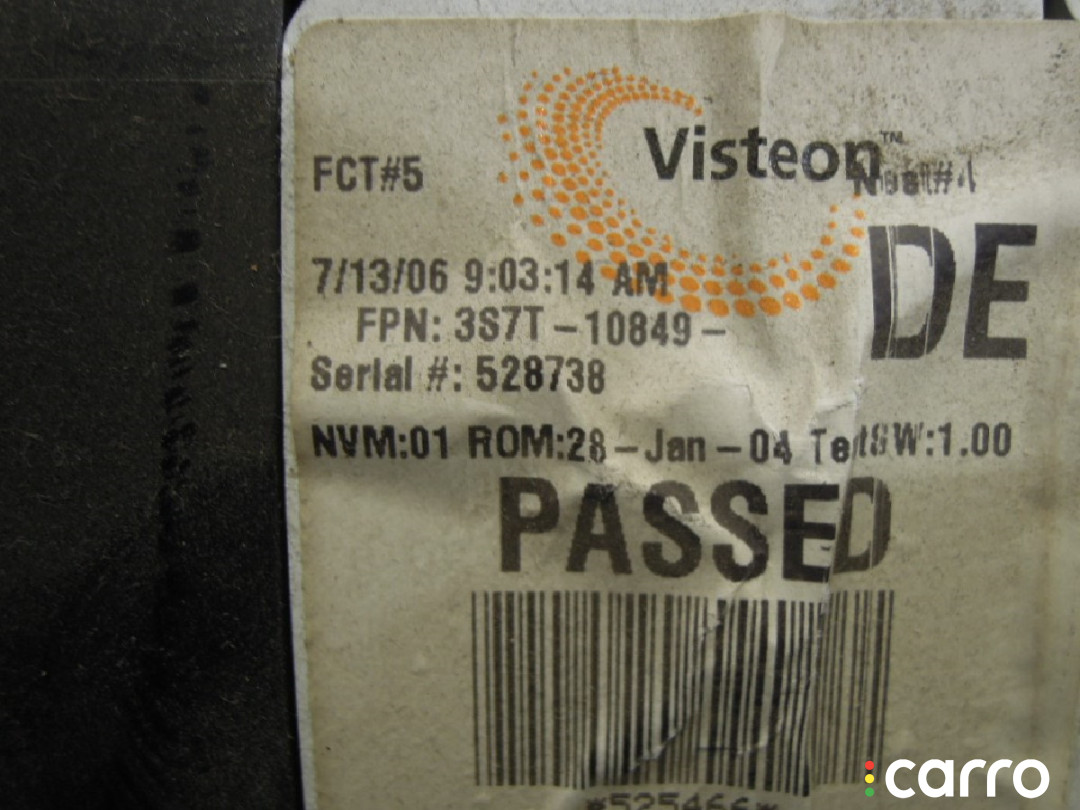 Visteon™
FCT#5
DE
7/13/06 9:03:14 AM
FPN: 3S7T-10849-
Serial #: 528738
NVM:01 ROM:28-Jan-04 TestSW:1.00
PASSED
carro